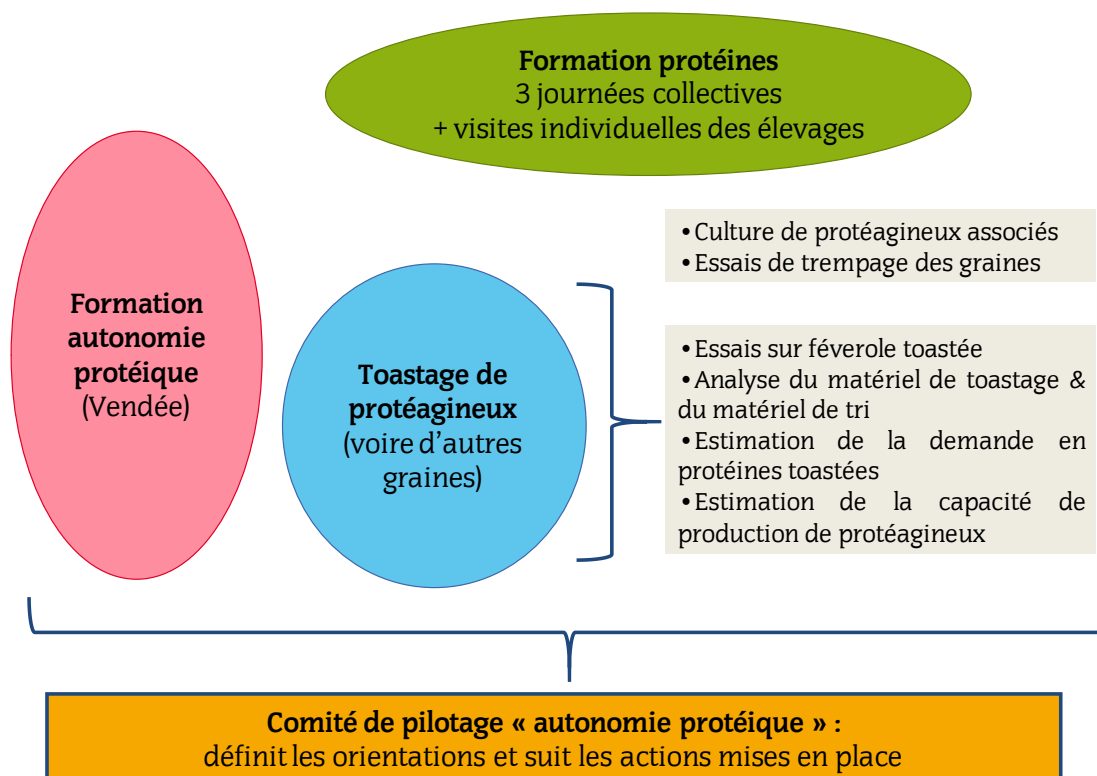 Formation protéines
3 journées collectives
+ visites individuelles des élevages
Formation
autonomie
protéique
(Vendée)
Toastage de
protéagineux
(voire d'autres
graines)
•Culture de protéagineux associés
•Essais de trempage des graines
•Essais sur féverole toastée
•Analyse du matériel de toastage &
du matériel de tri
•Estimation de la demande en
protéines toastées
•Estimation de la capacité de
production de protéagineux
Comité de pilotage « autonomie protéique » :
définit les orientations et suit les actions mises en place